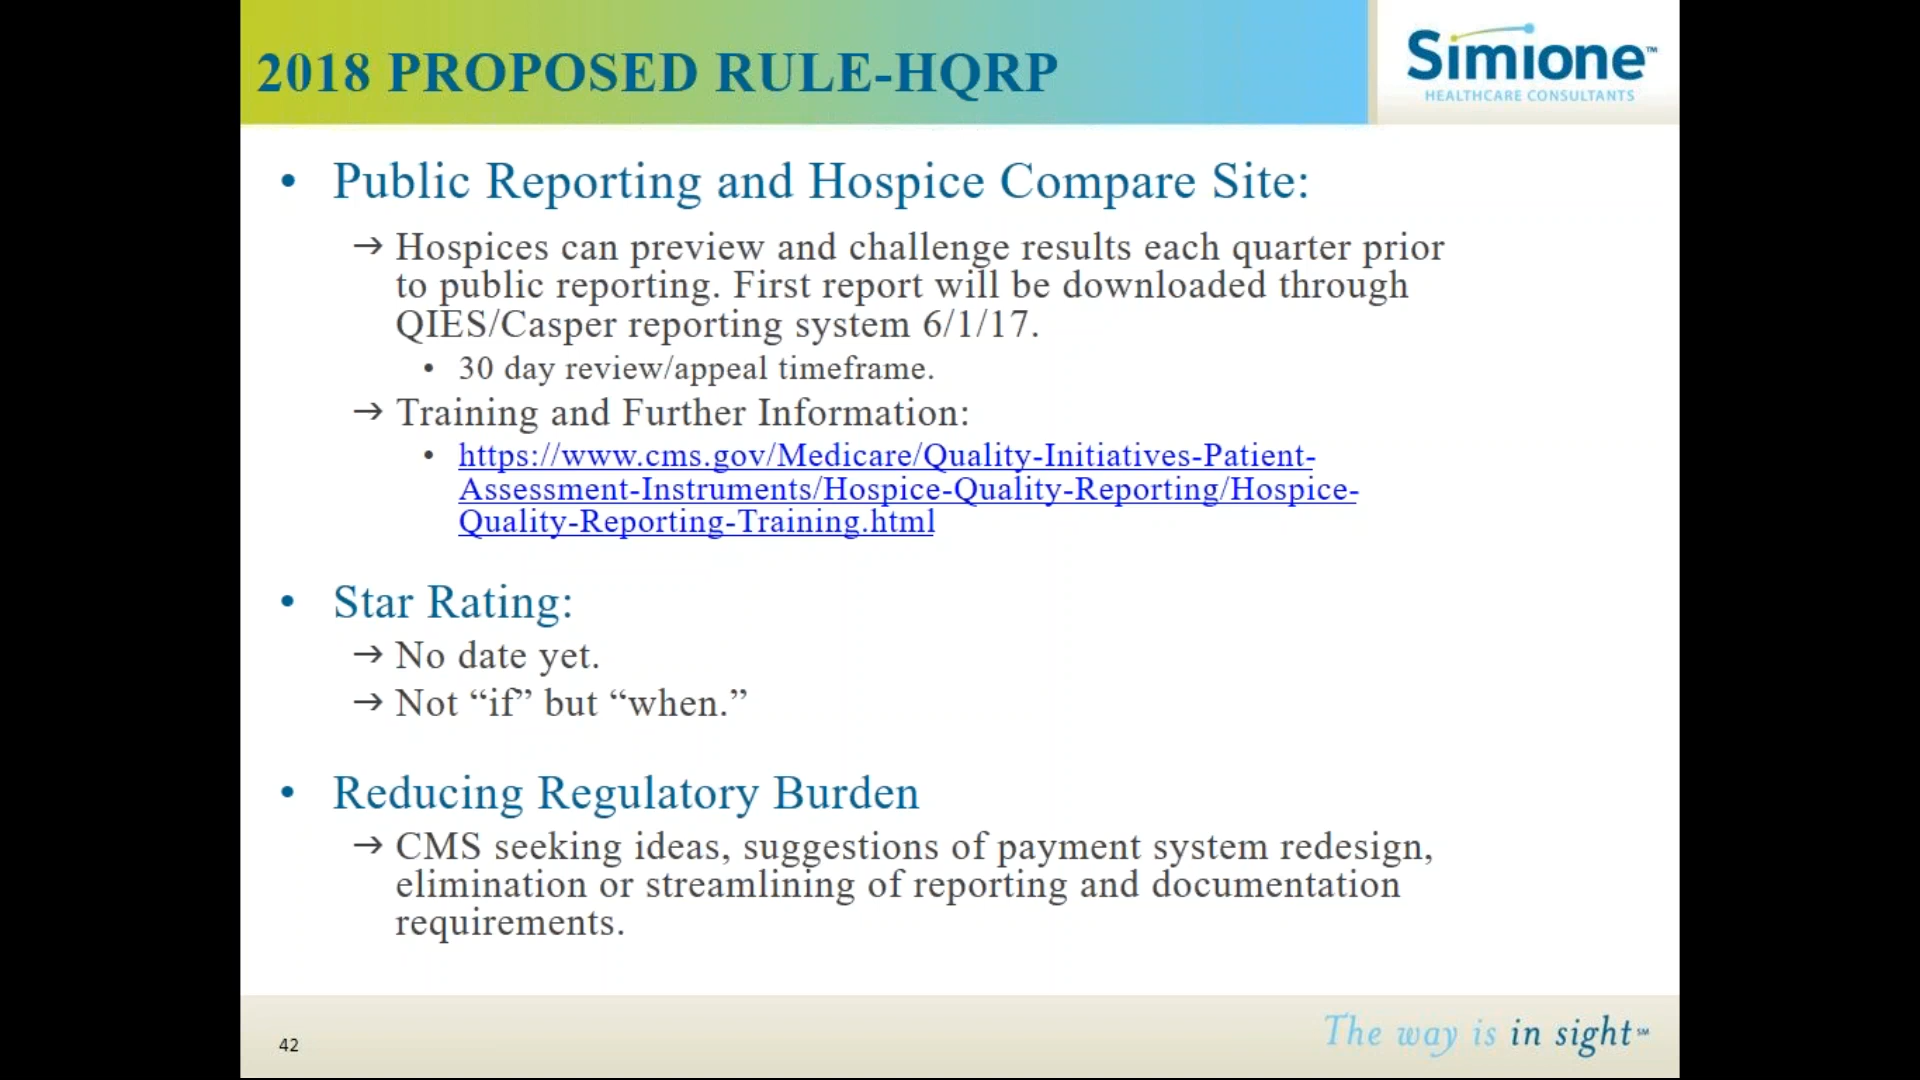 2018 PROPOSED RULE-HQRP
Simione™
HEALTHCARE CONSULTANTS
• Public Reporting and Hospice Compare Site:
→ Hospices can preview and challenge results each quarter prior
to public reporting. First report will be downloaded through
QIES/Casper reporting system 6/1/17.
• 30 day review/appeal timeframe.
→ Training and Further Information:
• https://www.cms.gov/Medicare/Quality-Initiatives-Patient-
Assessment-Instruments/Hospice-Quality-Reporting/Hospice-
Quality-Reporting-Training.html
• Star Rating:
→ No date yet.
→ Not “if” but “when.”
• Reducing Regulatory Burden
→ CMS seeking ideas, suggestions of payment system redesign,
elimination or streamlining of reporting and documentation
requirements.
The way is in sight℠
42